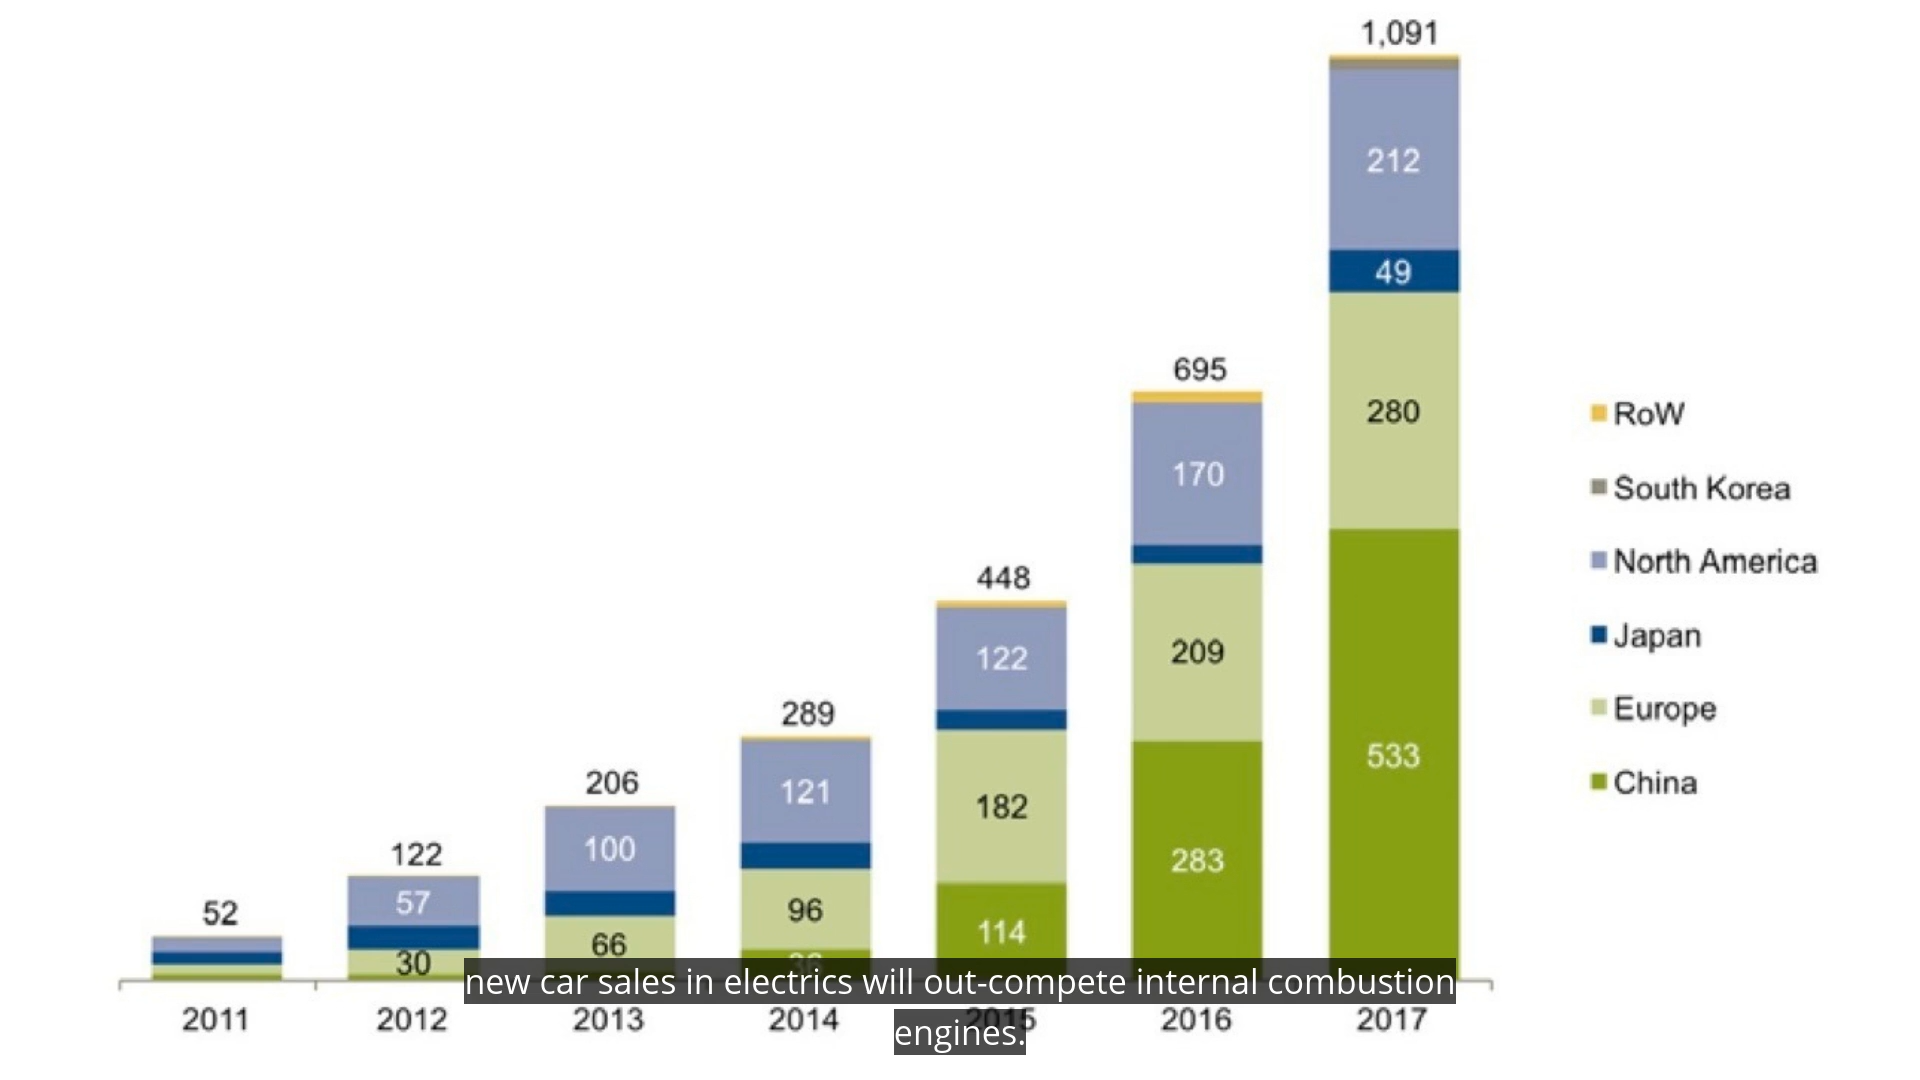 1,091
212
49
280
533
695
170
209
283
448
122
182
114
289
121
96
36
206
100
66
122
57
30
52
RoW
South Korea
North America
Japan
Europe
China
new car sales in electrics will out-compete internal combustion
engines.
2011 2012 2013 2014 2015 2016 2017